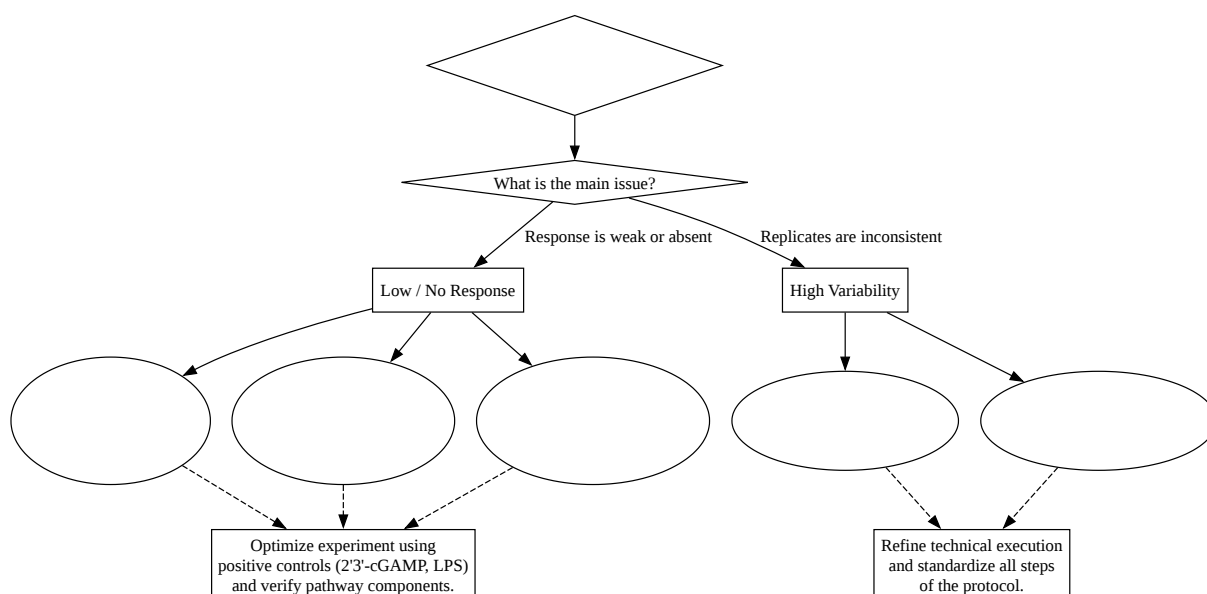 What is the main issue?
Response is weak or absent
Replicates are inconsistent
Low / No Response
High Variability
Optimize experiment using
positive controls (2'3'-cGAMP, LPS)
and verify pathway components.
Refine technical execution
and standardize all steps
of the protocol.